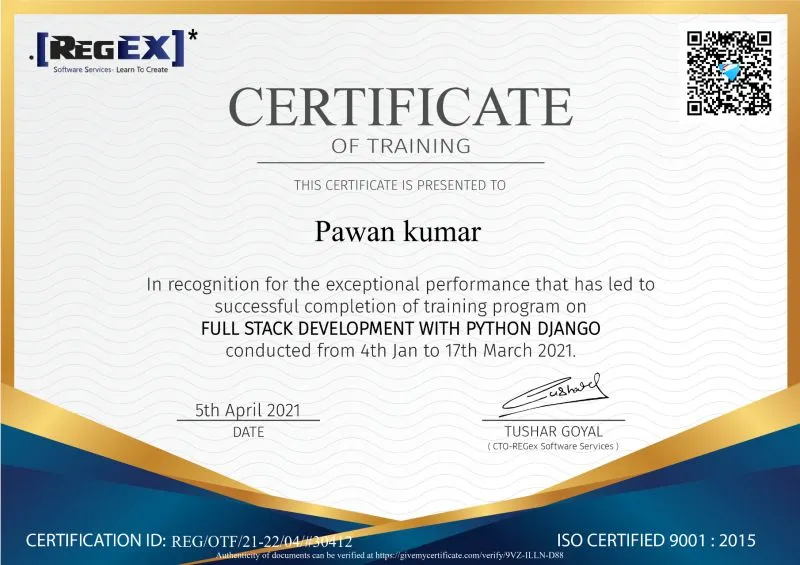 .[REGEX]*
Software Services- Learn To Create
CERTIFICATE
OF TRAINING
THIS CERTIFICATE IS PRESENTED TO
Pawan kumar
In recognition for the exceptional performance that has led to
successful completion of training program on
FULL STACK DEVELOPMENT WITH PYTHON DJANGO
conducted from 4th Jan to 17th March 2021.
5th April 2021
DATE
Tushar
TUSHAR GOYAL
( CTO-REGex Software Services )
CERTIFICATION ID: REG/OTF/21-22/04/#30412
ISO CERTIFIED 9001 : 2015
Authenticity of documents can be verified at https://givemycertificate.com/verify/9VZ-ILLN-D88